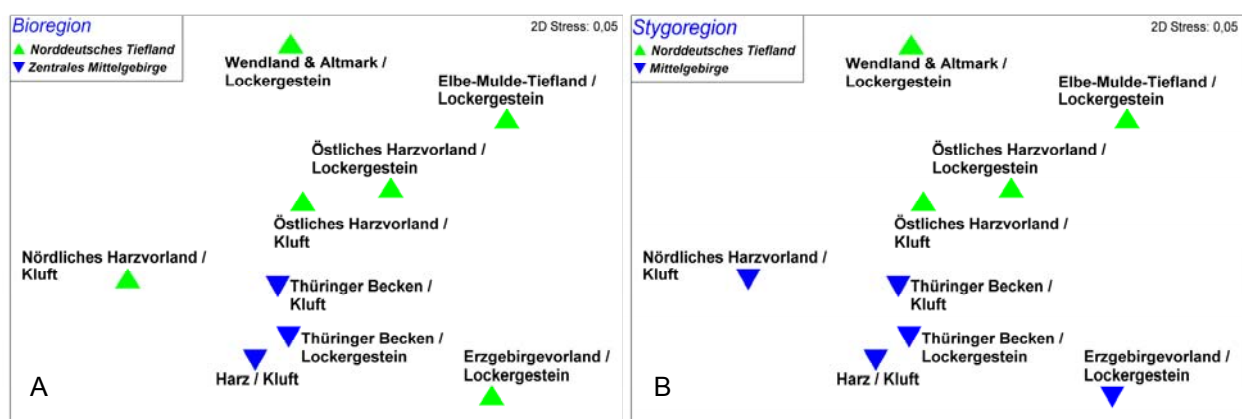 Bioregion
Norddeutsches Tiefland
Zentrales Mittelgebirge
2D Stress: 0,05
Wendland & Altmark /
Lockergestein
Elbe-Mulde-Tiefland /
Lockergestein
Östliches Harzvorland /
Lockergestein
Östliches Harzvorland /
Kluft
Nördliches Harzvorland /
Kluft
Thüringer Becken /
Kluft
Thüringer Becken /
Lockergestein
Harz / Kluft
Erzgebirgevorland /
Lockergestein
A
Stygoregion
Norddeutsches Tiefland
Mittelgebirge
2D Stress: 0,05
Wendland & Altmark /
Lockergestein
Elbe-Mulde-Tiefland /
Lockergestein
Östliches Harzvorland /
Lockergestein
Östliches Harzvorland /
Kluft
Nördliches Harzvorland /
Kluft
Thüringer Becken /
Kluft
Thüringer Becken /
Lockergestein
Harz / Kluft
Erzgebirgevorland /
Lockergestein
B